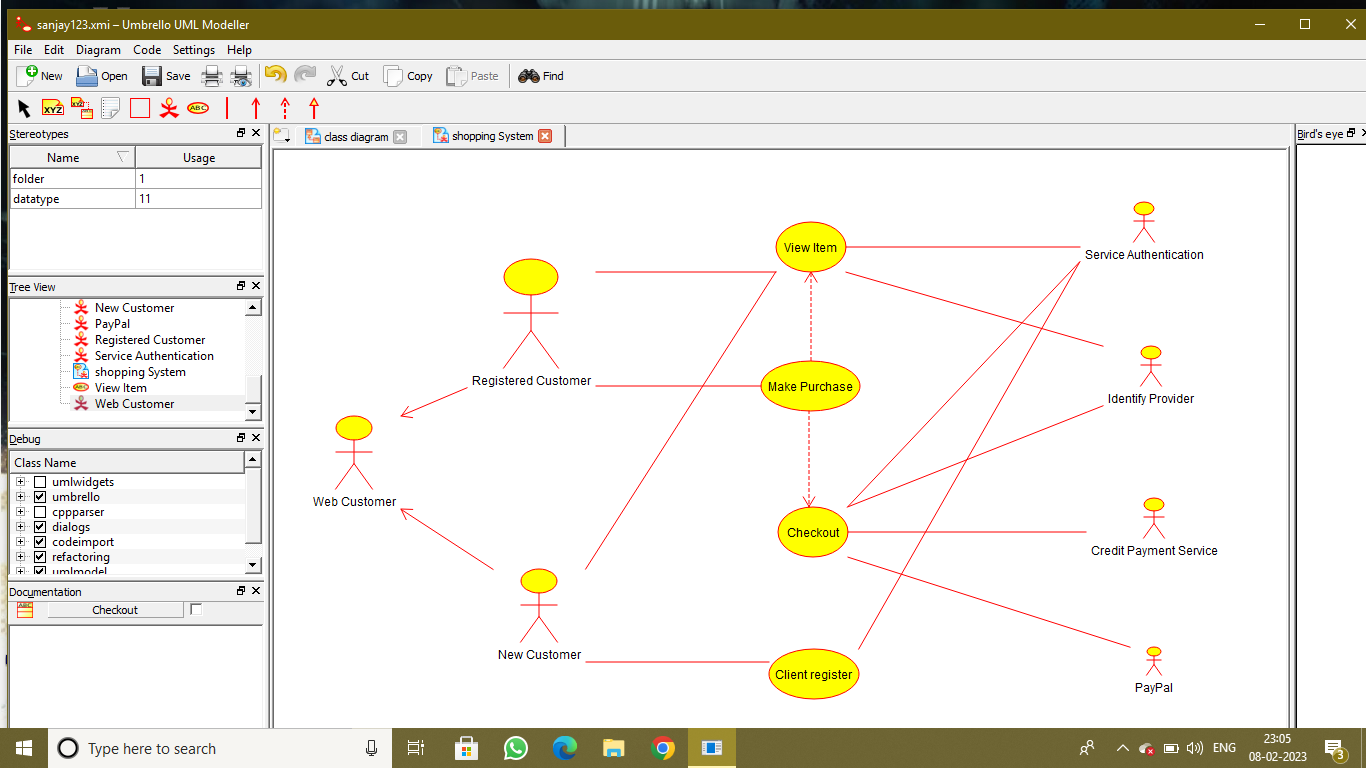 sanjay123.xmi – Umbrello UML Modeller
File Edit Diagram Code Settings Help
New Open Save Cut Copy Paste Find
XYZ XYZ ABC
Stereotypes
Name Usage
folder 1
datatype 11
Tree View
New Customer
PayPal
Registered Customer
Service Authentication
shopping System
View Item
Web Customer
Debug
Class Name
umlwidgets
umbrello
cppparser
dialogs
codeimport
refactoring
umlmodel
Documentation
Checkout
class diagram shopping System
Bird's eye
View Item
Service Authentication
Registered Customer
Make Purchase
Identify Provider
Web Customer
Checkout
Credit Payment Service
New Customer
Client register
PayPal
Type here to search
ENG
23:05
08-02-2023
3